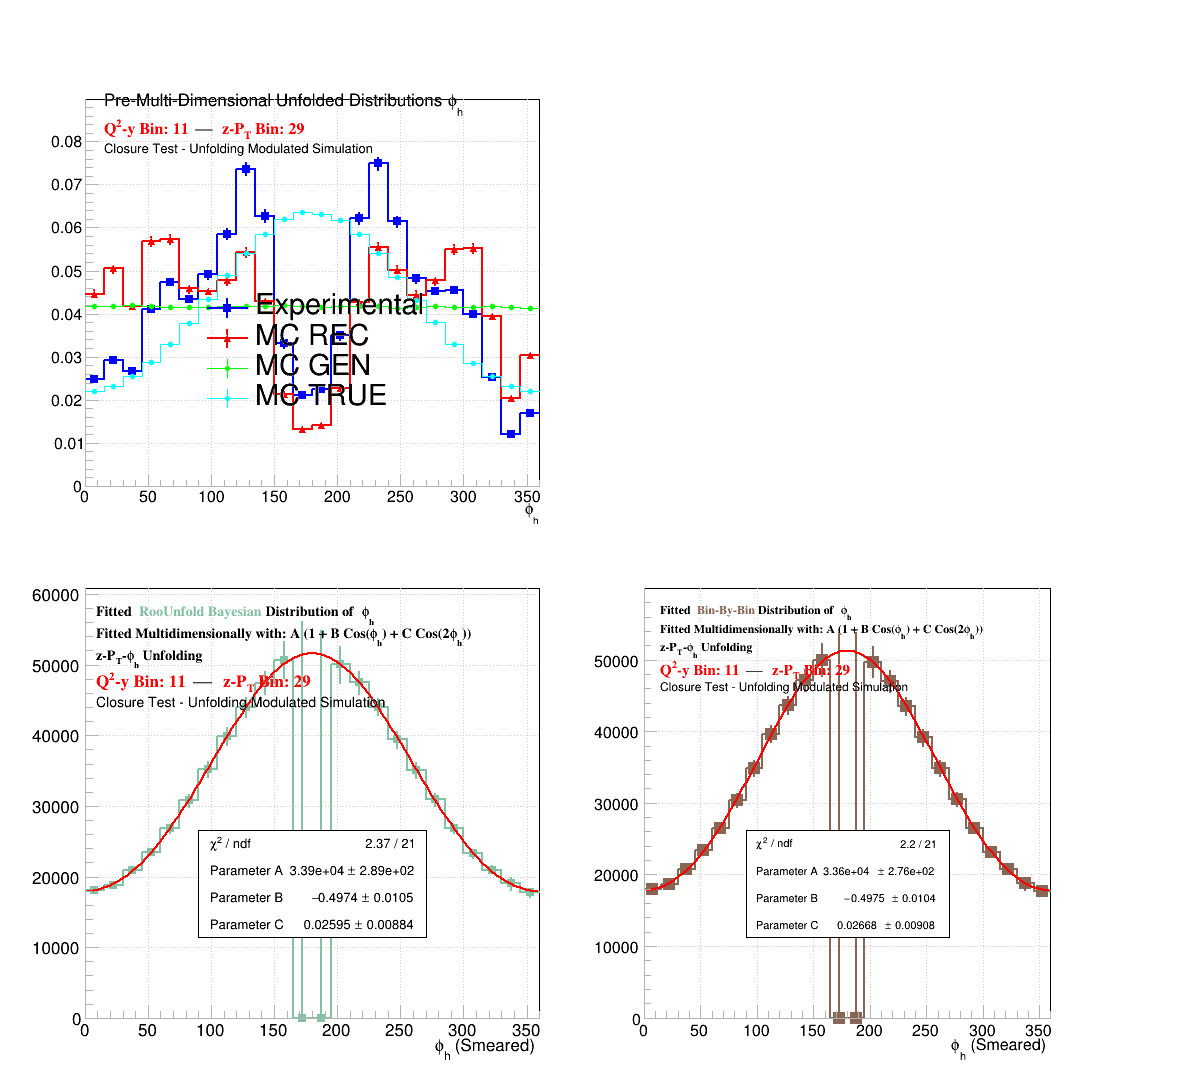 Pre-Multi-Dimensional Unfolded Distributions ϕh
Q2-y Bin: 11 — z-PT Bin: 29
Closure Test - Unfolding Modulated Simulation
0.08
0.07
0.06
0.05
0.04
0.03
0.02
0.01
0
Experimental
MC REC
MC GEN
MC TRUE
0 50 100 150 200 250 300 350
ϕh
60000
50000
40000
30000
20000
10000
0
Fitted RooUnfold Bayesian Distribution of ϕh
Fitted Multidimensionally with: A (1 + B Cos(ϕh) + C Cos(2ϕh))
z-PT-ϕh Unfolding
Q2-y Bin: 11 — z-PT Bin: 29
Closure Test - Unfolding Modulated Simulation
χ2 / ndf 2.37 / 21
Parameter A 3.39e+04 ± 2.89e+02
Parameter B −0.4974 ± 0.0105
Parameter C 0.02595 ± 0.00884
0 50 100 150 200 250 300 350
ϕh (Smeared)
50000
40000
30000
20000
10000
0
Fitted Bin-By-Bin Distribution of ϕh
Fitted Multidimensionally with: A (1 + B Cos(ϕh) + C Cos(2ϕh))
z-PT-ϕh Unfolding
Q2-y Bin: 11 — z-PT Bin: 29
Closure Test - Unfolding Modulated Simulation
χ2 / ndf 2.2 / 21
Parameter A 3.36e+04 ± 2.76e+02
Parameter B −0.4975 ± 0.0104
Parameter C 0.02668 ± 0.00908
0 50 100 150 200 250 300 350
ϕh (Smeared)